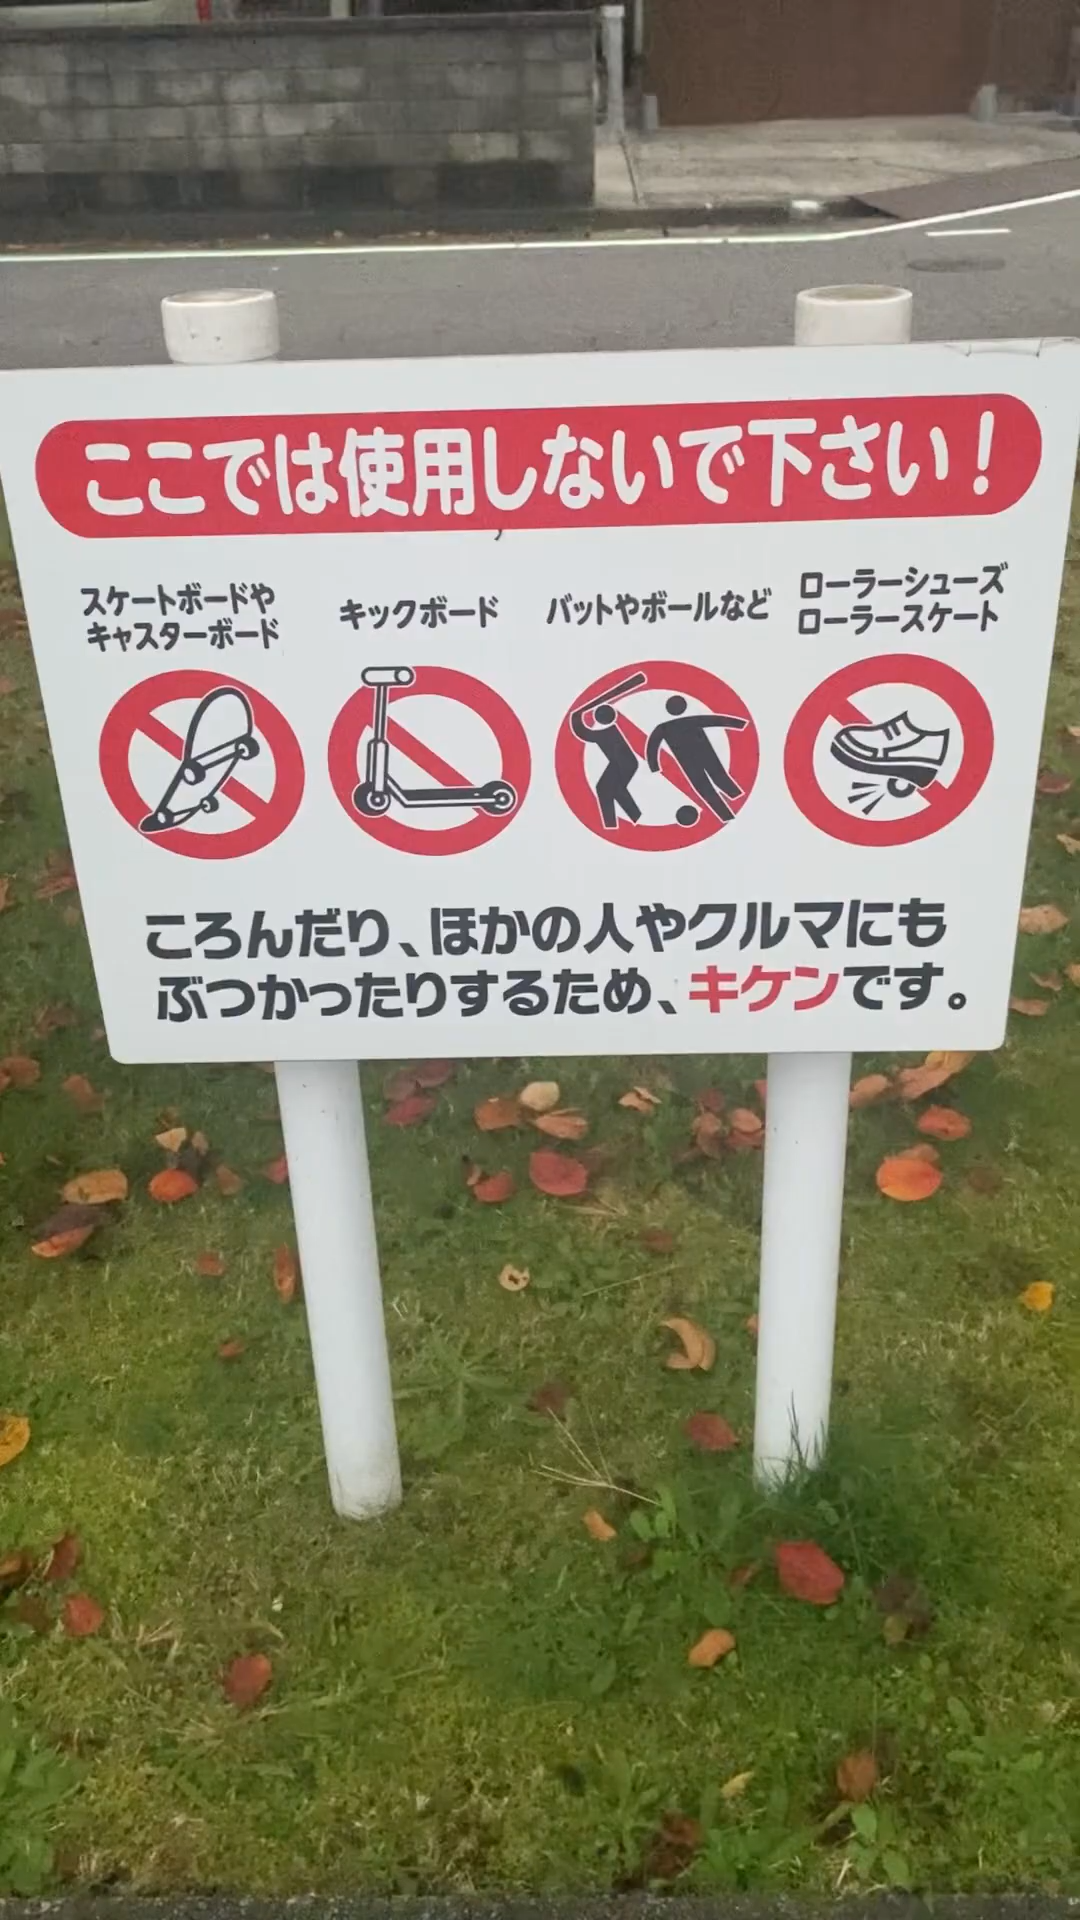 ここでは使用しないで下さい！
スケートボードや
キャスターボード
キックボード
バットやボールなど
ローラーシューズ
ローラースケート
ころんだり、ほかの人やクルマにも
ぶつかったりするため、キケンです。